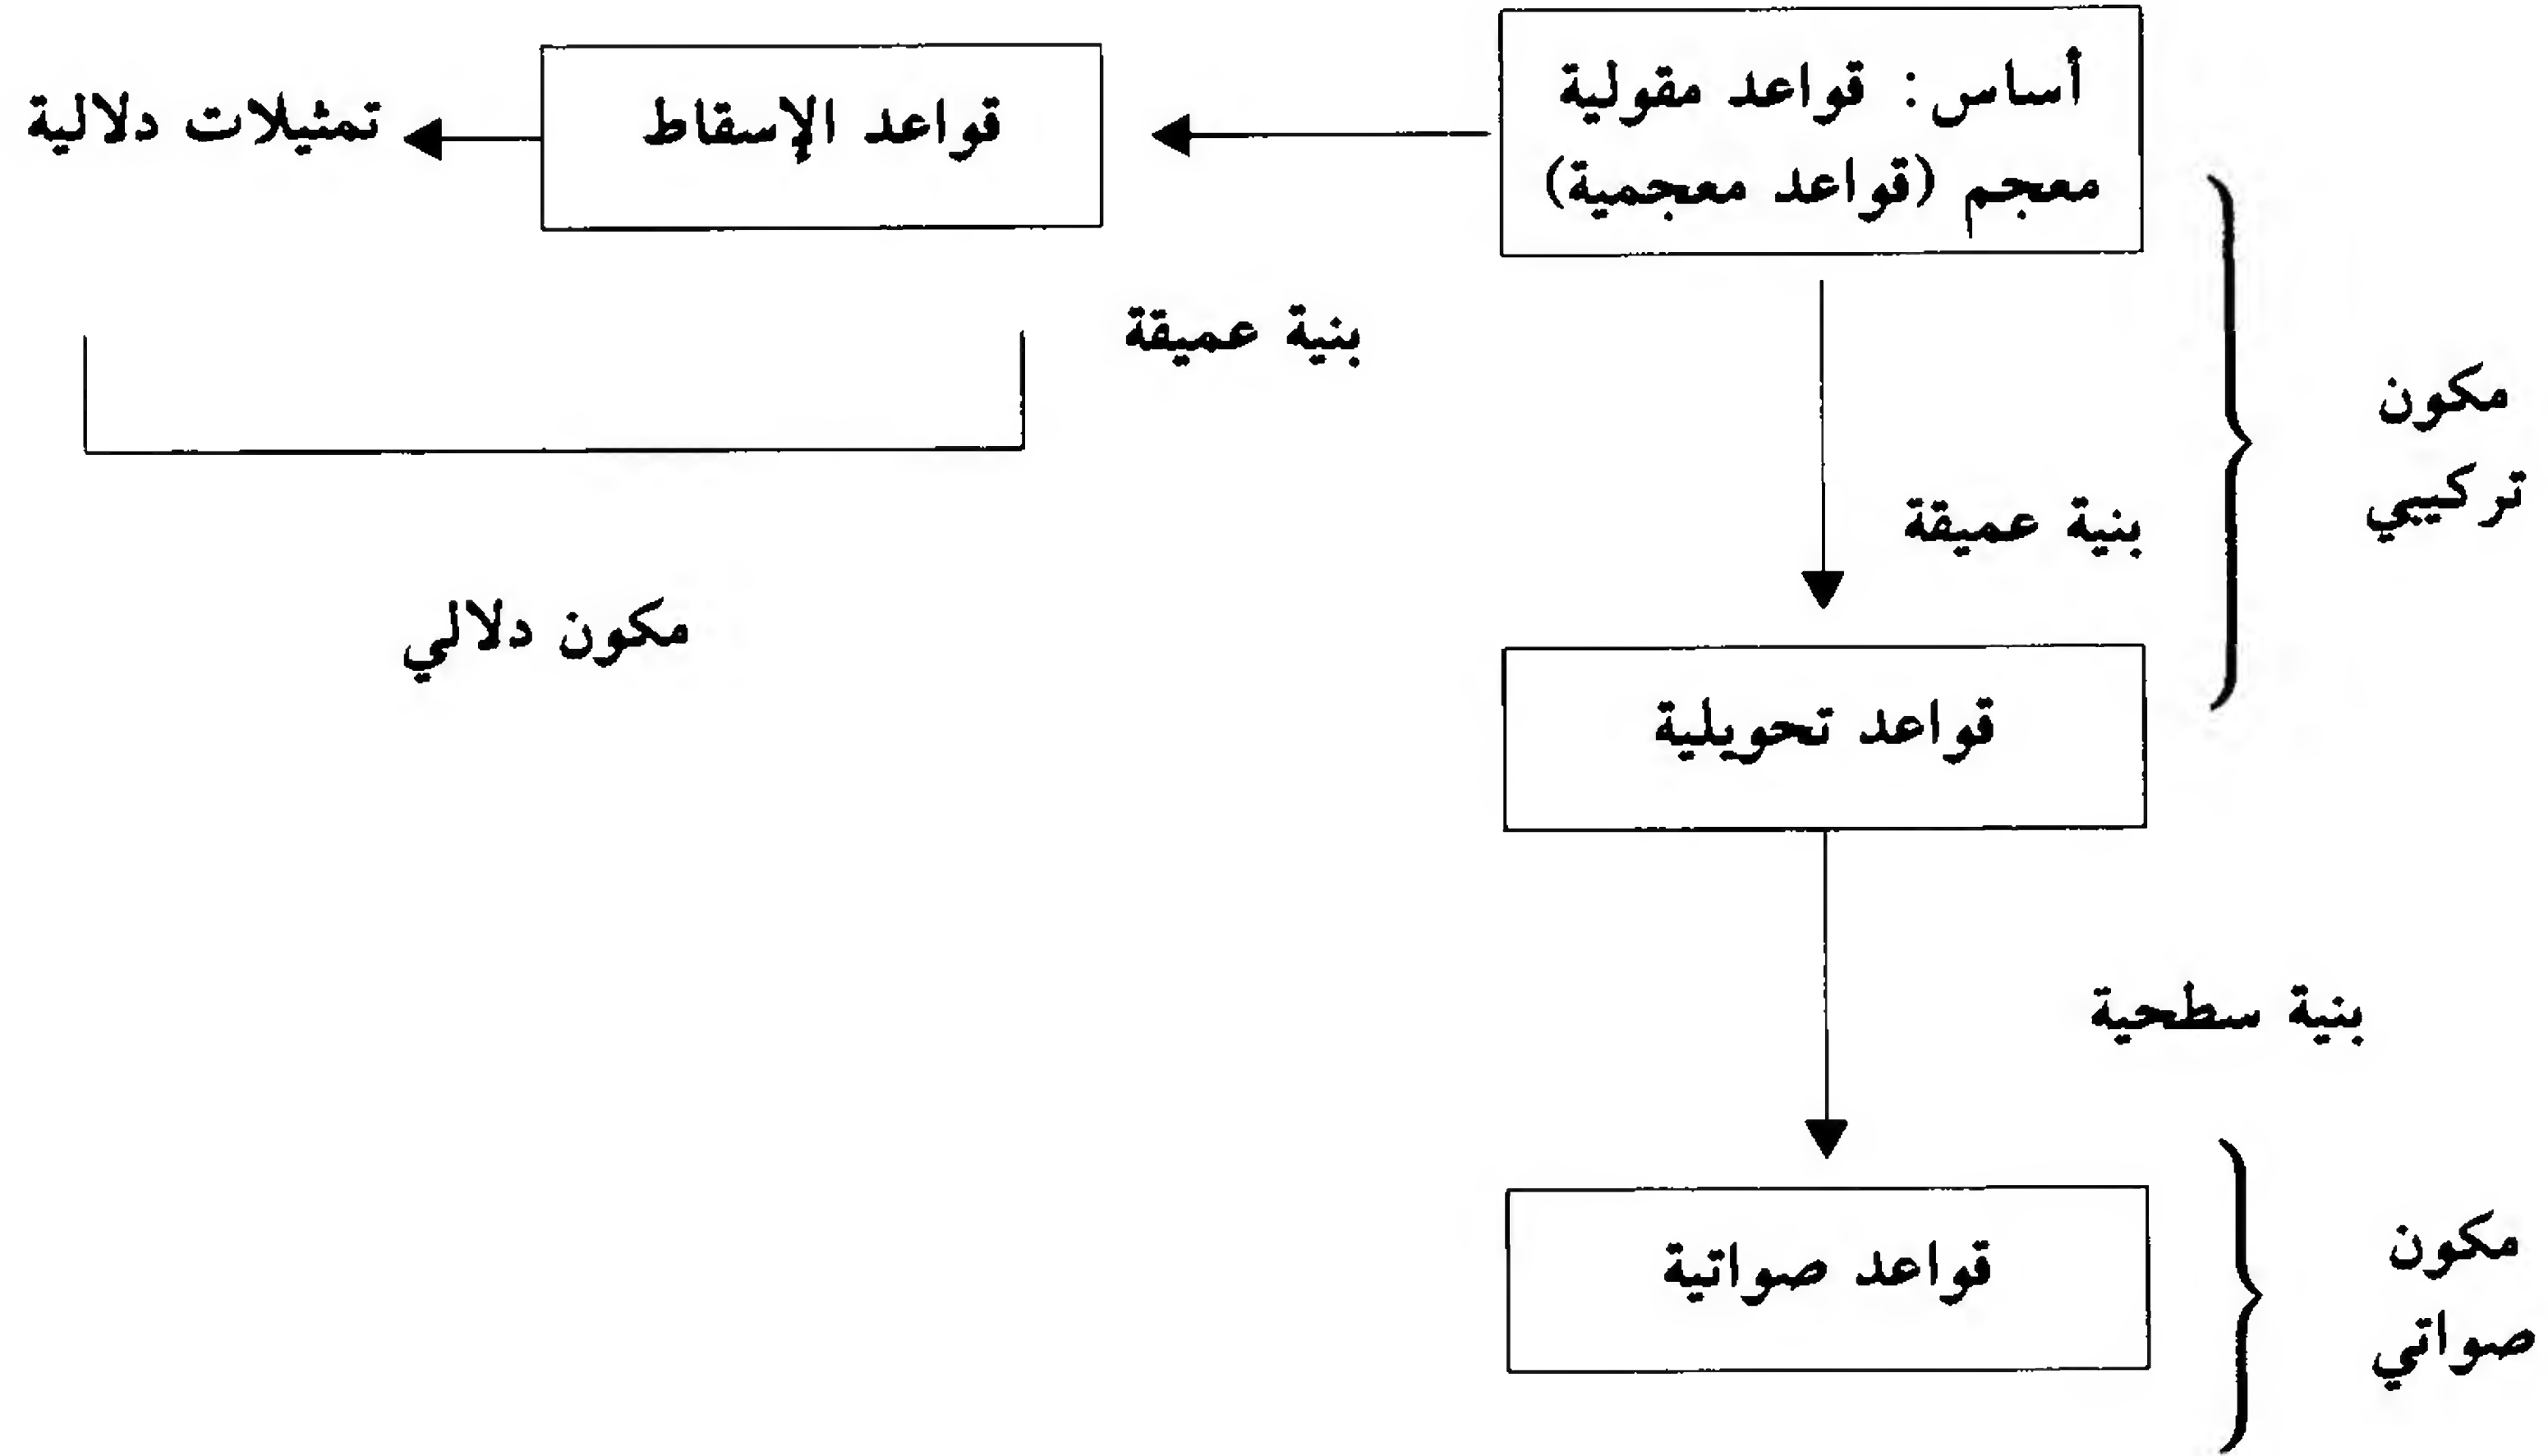 أساس: قواعد مقولية
معجم (قواعد معجمية)
قواعد الإسقاط
تمثيلات دلالية
بنية عميقة
مكون
تركيبي
بنية عميقة
مكون دلالي
قواعد تحويلية
بنية سطحية
مكون
صواتي
قواعد صواتية